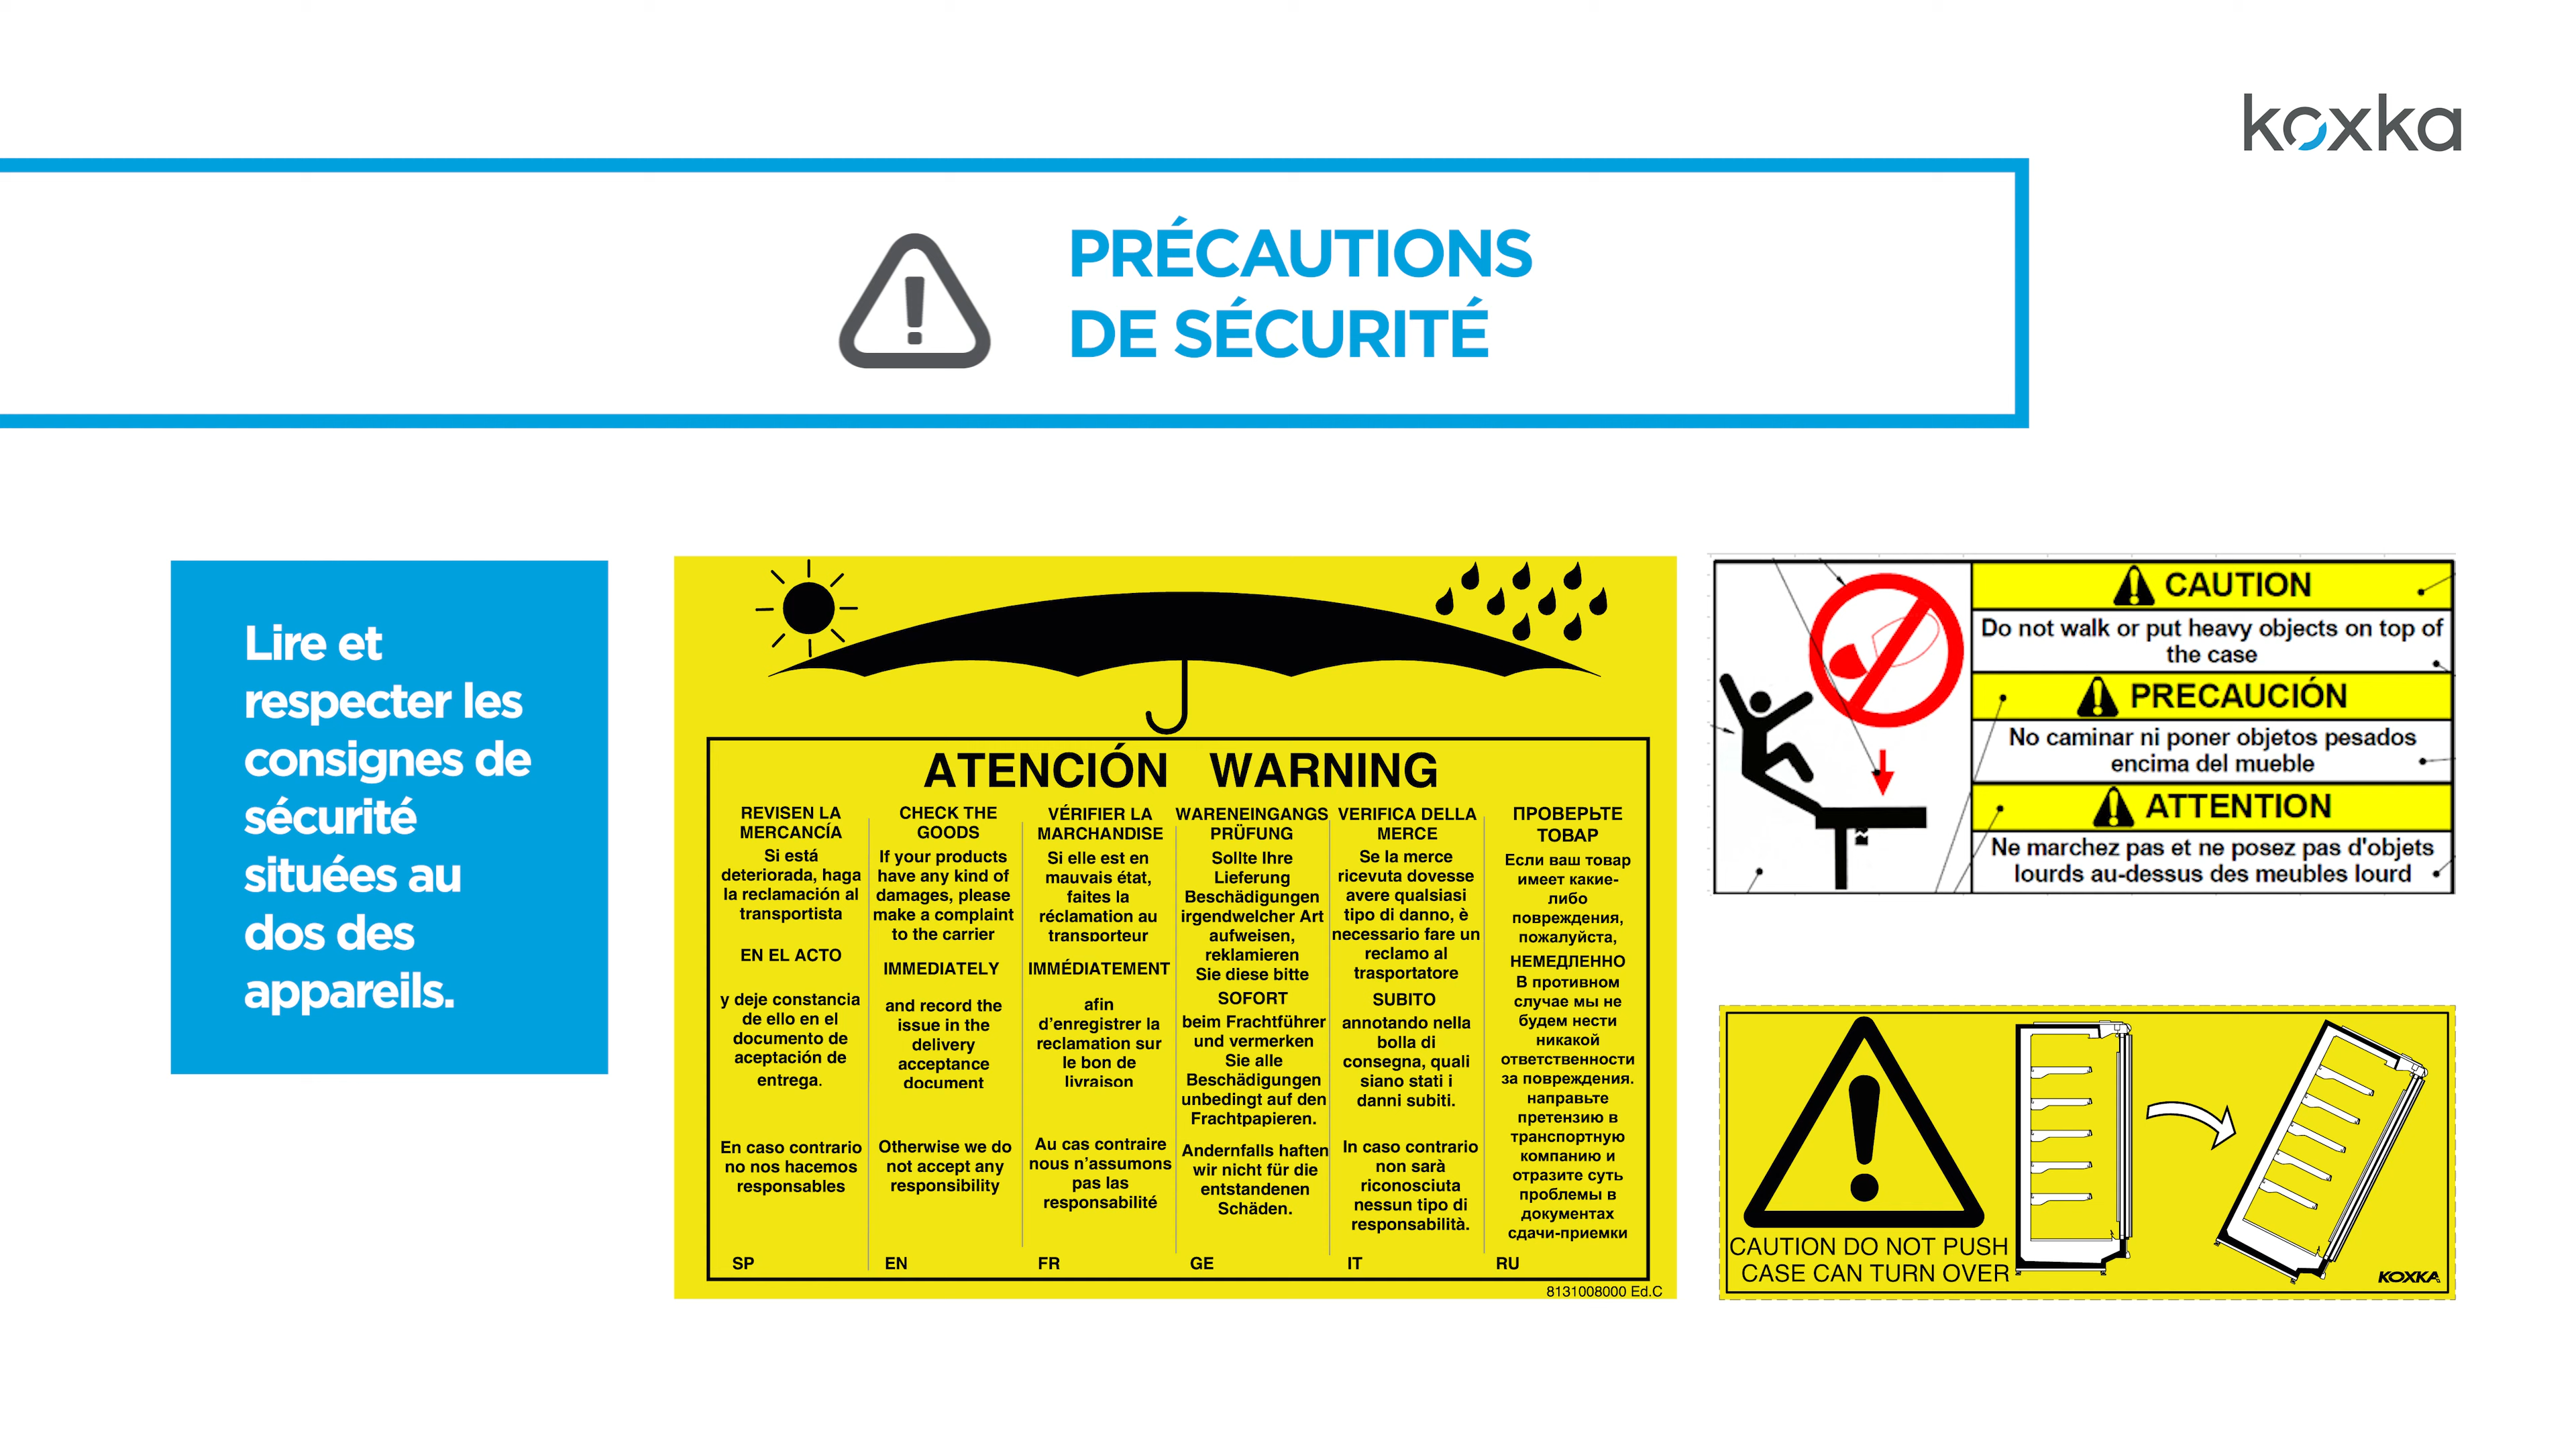 koxka
PRÉCAUTIONS
DE SÉCURITÉ
Lire et
respecter les
consignes de
sécurité
situées au
dos des
appareils.
ATENCIÓN WARNING
REVISEN LA
MERCANCÍA
Si está
deteriorada, haga
la reclamación al
transportista
EN EL ACTO
y deje constancia
de ello en el
documento de
aceptación de
entrega.
En caso contrario
no nos hacemos
responsables
SP
CHECK THE
GOODS
If your products
have any kind of
damages, please
make a complaint
to the carrier
IMMEDIATELY
and record the
issue in the
delivery
acceptance
document
Otherwise we do
not accept any
responsibility
EN
VÉRIFIER LA
MARCHANDISE
Si elle est en
mauvais état,
faites la
réclamation au
transporteur
IMMÉDIATEMENT
afin
d'enregistrer la
reclamation sur
le bon de
livraison
Au cas contraire
nous n'assumons
pas las
responsabilité
FR
WARENEINGANGS
PRÜFUNG
Sollte Ihre
Lieferung
Beschädigungen
irgendwelcher Art
aufweisen,
reklamieren
Sie diese bitte
SOFORT
beim Frachtführer
und vermerken
Sie alle
Beschädigungen
unbedingt auf den
Frachtpapieren.
Andernfalls haften
wir nicht für die
entstandenen
Schäden.
GE
VERIFICA DELLA
MERCE
Se la merce
ricevuta dovesse
avere qualsiasi
tipo di danno, è
necessario fare un
reclamo al
trasportatore
SUBITO
annotando nella
bolla di
consegna, quali
siano stati i
danni subiti.
In caso contrario
non sarà
riconosciuta
nessun tipo di
responsabilità.
IT
ПРОВЕРЬТЕ
ТОВАР
Если ваш товар
имеет какие-
либо
повреждения,
пожалуйста,
НЕМЕДЛЕННО
В противном
случае мы не
будем нести
никакой
ответственности
за повреждения.
направьте
претензию в
транспортную
компанию и
отразите суть
проблемы в
документах
сдачи-приемки
RU
8131008000 Ed.C
CAUTION
Do not walk or put heavy objects on top of
the case
PRECAUCIÓN
No caminar ni poner objetos pesados
encima del mueble
ATTENTION
Ne marchez pas et ne posez pas d'objets
lourds au-dessus des meubles lourd
CAUTION DO NOT PUSH
CASE CAN TURN OVER
KOXKA